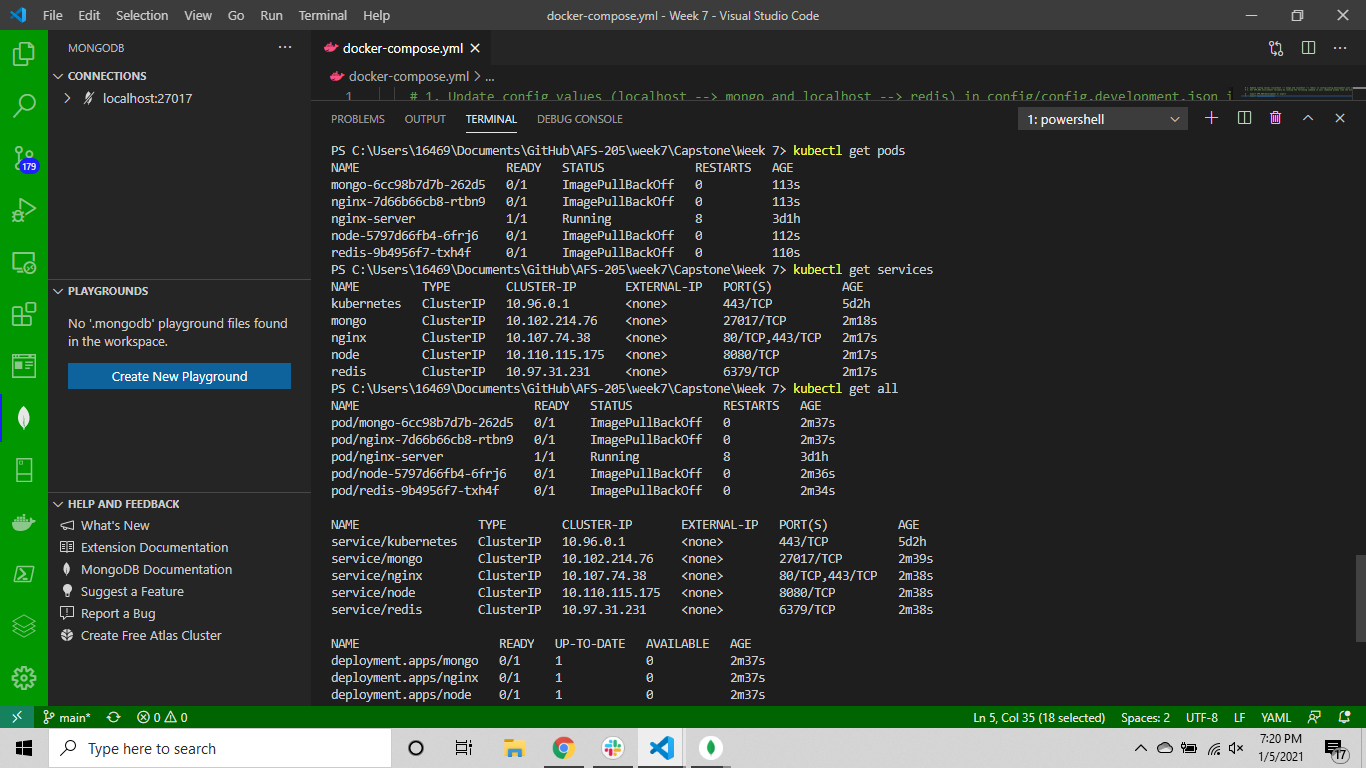 File Edit Selection View Go Run Terminal Help docker-compose.yml - Week 7 - Visual Studio Code
MONGODB
CONNECTIONS
localhost:27017
179
PLAYGROUNDS
No '.mongodb' playground files found
in the workspace.
Create New Playground
HELP AND FEEDBACK
What's New
Extension Documentation
MongoDB Documentation
Suggest a Feature
Report a Bug
Create Free Atlas Cluster
docker-compose.yml
docker-compose.yml > ...
1 # 1. Update config values (localhost --> mongo and localhost --> redis) in config/config.development.json i
PROBLEMS OUTPUT TERMINAL DEBUG CONSOLE 1: powershell
PS C:\Users\16469\Documents\GitHub\AFS-205\week7\Capstone\Week 7> kubectl get pods
NAME READY STATUS RESTARTS AGE
mongo-6cc98b7d7b-262d5 0/1 ImagePullBackOff 0 113s
nginx-7d66b66cb8-rtbn9 0/1 ImagePullBackOff 0 113s
nginx-server 1/1 Running 8 3d1h
node-5797d66fb4-6frj6 0/1 ImagePullBackOff 0 112s
redis-9b4956f7-txh4f 0/1 ImagePullBackOff 0 110s
PS C:\Users\16469\Documents\GitHub\AFS-205\week7\Capstone\Week 7> kubectl get services
NAME TYPE CLUSTER-IP EXTERNAL-IP PORT(S) AGE
kubernetes ClusterIP 10.96.0.1 <none> 443/TCP 5d2h
mongo ClusterIP 10.102.214.76 <none> 27017/TCP 2m18s
nginx ClusterIP 10.107.74.38 <none> 80/TCP,443/TCP 2m17s
node ClusterIP 10.110.115.175 <none> 8080/TCP 2m17s
redis ClusterIP 10.97.31.231 <none> 6379/TCP 2m17s
PS C:\Users\16469\Documents\GitHub\AFS-205\week7\Capstone\Week 7> kubectl get all
NAME READY STATUS RESTARTS AGE
pod/mongo-6cc98b7d7b-262d5 0/1 ImagePullBackOff 0 2m37s
pod/nginx-7d66b66cb8-rtbn9 0/1 ImagePullBackOff 0 2m37s
pod/nginx-server 1/1 Running 8 3d1h
pod/node-5797d66fb4-6frj6 0/1 ImagePullBackOff 0 2m36s
pod/redis-9b4956f7-txh4f 0/1 ImagePullBackOff 0 2m34s
NAME TYPE CLUSTER-IP EXTERNAL-IP PORT(S) AGE
service/kubernetes ClusterIP 10.96.0.1 <none> 443/TCP 5d2h
service/mongo ClusterIP 10.102.214.76 <none> 27017/TCP 2m39s
service/nginx ClusterIP 10.107.74.38 <none> 80/TCP,443/TCP 2m38s
service/node ClusterIP 10.110.115.175 <none> 8080/TCP 2m38s
service/redis ClusterIP 10.97.31.231 <none> 6379/TCP 2m38s
NAME READY UP-TO-DATE AVAILABLE AGE
deployment.apps/mongo 0/1 1 0 2m37s
deployment.apps/nginx 0/1 1 0 2m37s
deployment.apps/node 0/1 1 0 2m37s
main* 0 0 Ln 5, Col 35 (18 selected) Spaces: 2 UTF-8 LF YAML
Type here to search
7:20 PM
1/5/2021
17